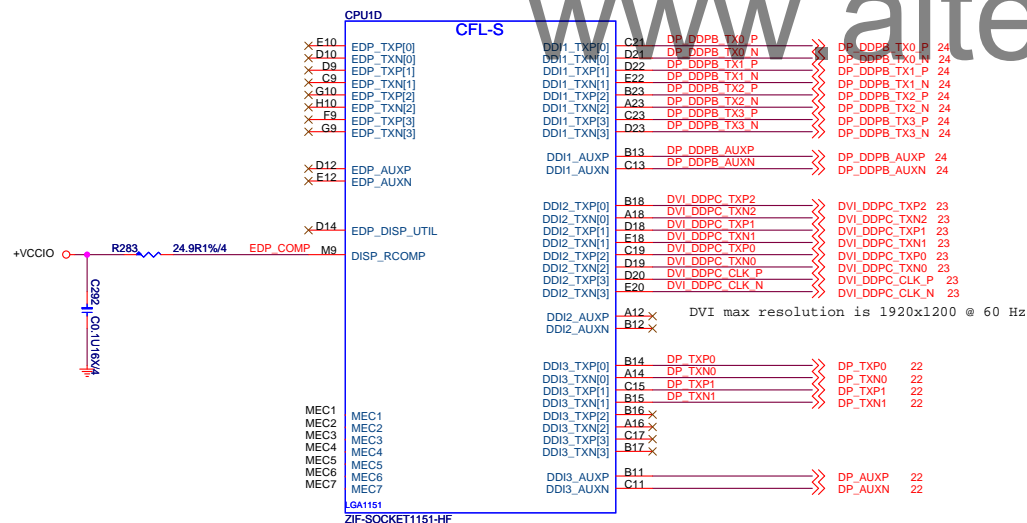 www.alte
CPU1D
CFL-S
E10 EDP_TXP[0] DDI1_TXP[0] C21 DP_DDPB_TX0_P DP_DDPB_TX0_P 24
D10 EDP_TXN[0] DDI1_TXN[0] D21 DP_DDPB_TX0_N DP_DDPB_TX0_N 24
D9 EDP_TXP[1] DDI1_TXP[1] D22 DP_DDPB_TX1_P DP_DDPB_TX1_P 24
C9 EDP_TXN[1] DDI1_TXN[1] E22 DP_DDPB_TX1_N DP_DDPB_TX1_N 24
G10 EDP_TXP[2] DDI1_TXP[2] B23 DP_DDPB_TX2_P DP_DDPB_TX2_P 24
H10 EDP_TXN[2] DDI1_TXN[2] A23 DP_DDPB_TX2_N DP_DDPB_TX2_N 24
F9 EDP_TXP[3] DDI1_TXP[3] C23 DP_DDPB_TX3_P DP_DDPB_TX3_P 24
G9 EDP_TXN[3] DDI1_TXN[3] D23 DP_DDPB_TX3_N DP_DDPB_TX3_N 24
D12 EDP_AUXP DDI1_AUXP B13 DP_DDPB_AUXP DP_DDPB_AUXP 24
E12 EDP_AUXN DDI1_AUXN C13 DP_DDPB_AUXN DP_DDPB_AUXN 24
DDI2_TXP[0] B18 DVI_DDPC_TXP2 DVI_DDPC_TXP2 23
DDI2_TXN[0] A18 DVI_DDPC_TXN2 DVI_DDPC_TXN2 23
D14 EDP_DISP_UTIL DDI2_TXP[1] D18 DVI_DDPC_TXP1 DVI_DDPC_TXP1 23
DDI2_TXN[1] E18 DVI_DDPC_TXN1 DVI_DDPC_TXN1 23
+VCCIO R283 24.9R1%/4 EDP_COMP M9 DISP_RCOMP DDI2_TXP[2] C19 DVI_DDPC_TXP0 DVI_DDPC_TXP0 23
DDI2_TXN[2] D19 DVI_DDPC_TXN0 DVI_DDPC_TXN0 23
DDI2_TXP[3] D20 DVI_DDPC_CLK_P DVI_DDPC_CLK_P 23
DDI2_TXN[3] E20 DVI_DDPC_CLK_N DVI_DDPC_CLK_N 23
C292 C0.1U16X/4
DDI2_AUXP A12 DVI max resolution is 1920x1200 @ 60 Hz
DDI2_AUXN B12
DDI3_TXP[0] B14 DP_TXP0 DP_TXP0 22
DDI3_TXN[0] A14 DP_TXN0 DP_TXN0 22
DDI3_TXP[1] C15 DP_TXP1 DP_TXP1 22
DDI3_TXN[1] B15 DP_TXN1 DP_TXN1 22
MEC1 MEC1 DDI3_TXP[2] B16
MEC2 MEC2 DDI3_TXN[2] A16
MEC3 MEC3 DDI3_TXP[3] C17
MEC4 MEC4 DDI3_TXN[3] B17
MEC5 MEC5
MEC6 MEC6 DDI3_AUXP B11 DP_AUXP 22
MEC7 MEC7 DDI3_AUXN C11 DP_AUXN 22
LGA1151
ZIF-SOCKET1151-HF